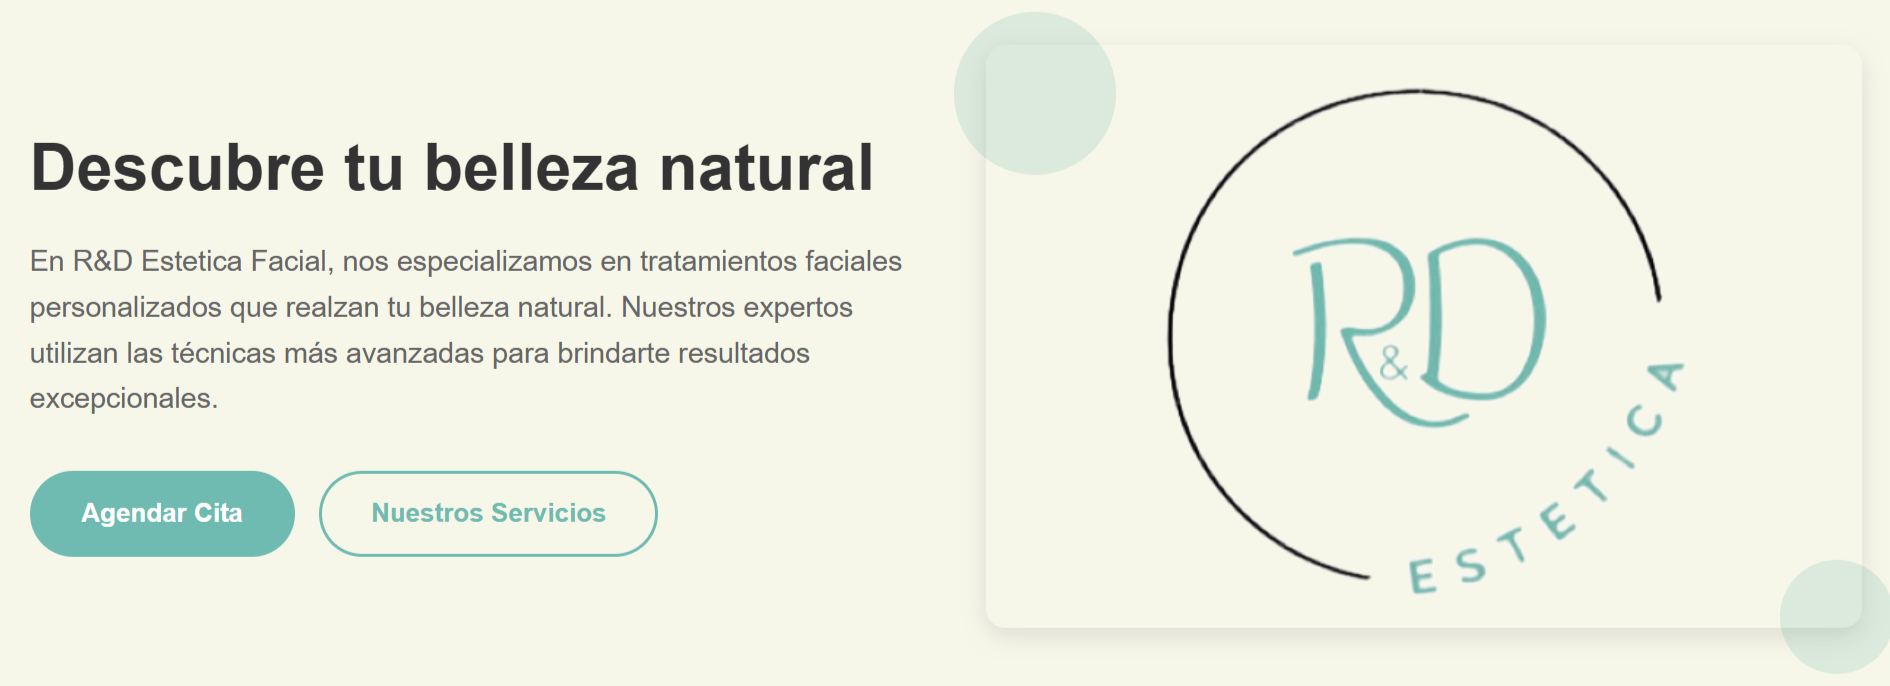 Descubre tu belleza natural
En R&D Estetica Facial, nos especializamos en tratamientos faciales
personalizados que realzan tu belleza natural. Nuestros expertos
utilizan las técnicas más avanzadas para brindarte resultados
excepcionales.
Agendar Cita
Nuestros Servicios
R&D
ESTETICA